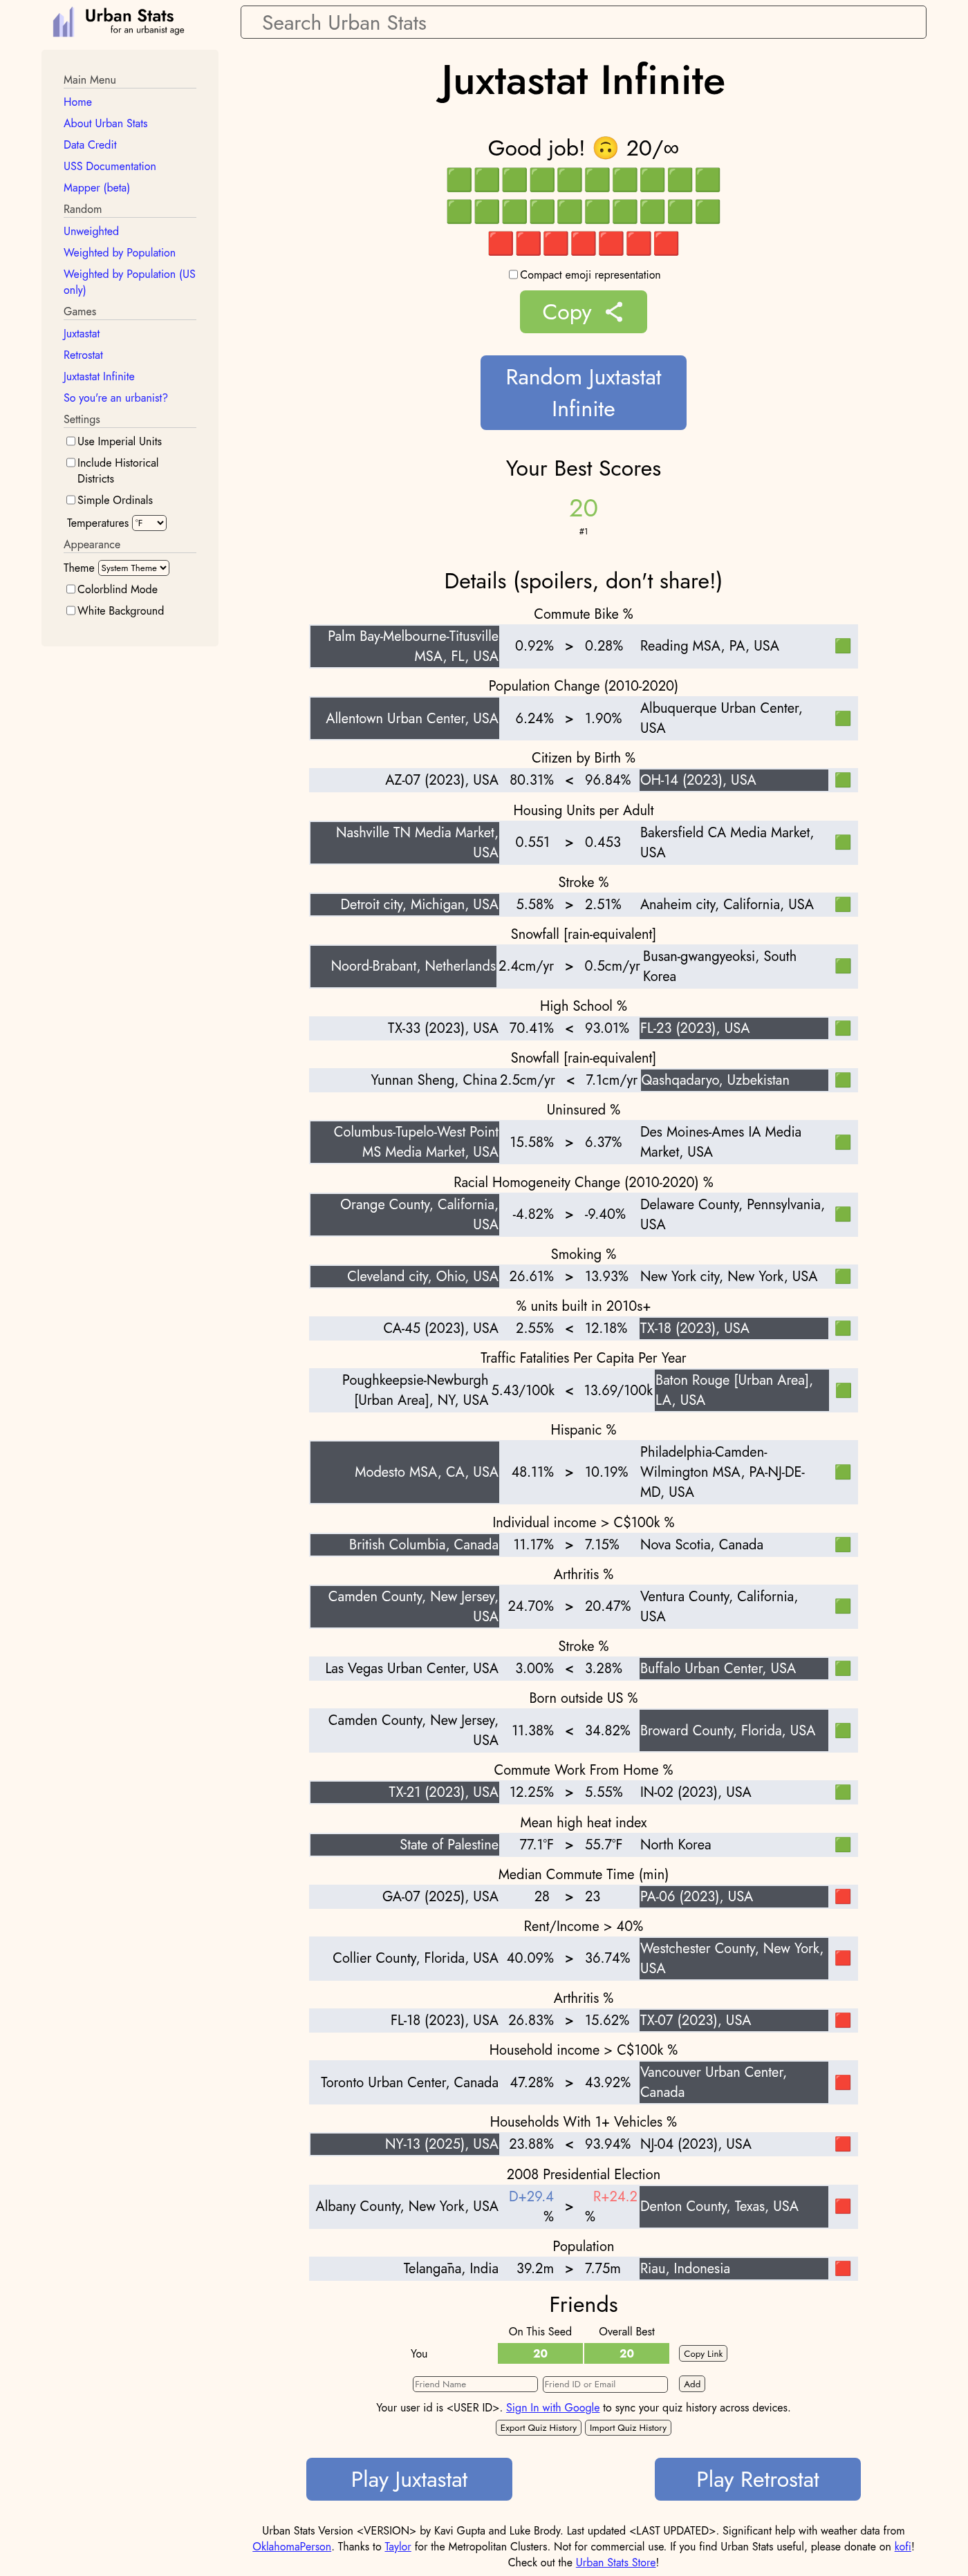 Urban Stats
for an urbanist age
Search Urban Stats
Main Menu
Home
About Urban Stats
Data Credit
USS Documentation
Mapper (beta)
Random
Unweighted
Weighted by Population
Weighted by Population (US
only)
Games
Juxtastat
Retrostat
Juxtastat Infinite
So you're an urbanist?
Settings
Use Imperial Units
Include Historical
Districts
Simple Ordinals
Temperatures °F
Appearance
Theme System Theme
Colorblind Mode
White Background
Juxtastat Infinite
Good job! 🙃 20/∞
🟩🟩🟩🟩🟩🟩🟩🟩🟩🟩
🟩🟩🟩🟩🟩🟩🟩🟩🟩🟩
🟥🟥🟥🟥🟥🟥🟥
Compact emoji representation
Copy
Random Juxtastat
Infinite
Your Best Scores
20
#1
Details (spoilers, don't share!)
Commute Bike %
Palm Bay-Melbourne-Titusville
MSA, FL, USA
0.92% > 0.28% Reading MSA, PA, USA 🟩
Population Change (2010-2020)
Allentown Urban Center, USA 6.24% > 1.90%
Albuquerque Urban Center,
USA 🟩
Citizen by Birth %
AZ-07 (2023), USA 80.31% < 96.84% OH-14 (2023), USA 🟩
Housing Units per Adult
Nashville TN Media Market,
USA
0.551 > 0.453
Bakersfield CA Media Market,
USA 🟩
Stroke %
Detroit city, Michigan, USA 5.58% > 2.51% Anaheim city, California, USA 🟩
Snowfall [rain-equivalent]
Noord-Brabant, Netherlands 2.4cm/yr > 0.5cm/yr
Busan-gwangyeoksi, South
Korea 🟩
High School %
TX-33 (2023), USA 70.41% < 93.01% FL-23 (2023), USA 🟩
Snowfall [rain-equivalent]
Yunnan Sheng, China 2.5cm/yr < 7.1cm/yr Qashqadaryo, Uzbekistan 🟩
Uninsured %
Columbus-Tupelo-West Point
MS Media Market, USA
15.58% > 6.37%
Des Moines-Ames IA Media
Market, USA 🟩
Racial Homogeneity Change (2010-2020) %
Orange County, California,
USA
-4.82% > -9.40%
Delaware County, Pennsylvania,
USA 🟩
Smoking %
Cleveland city, Ohio, USA 26.61% > 13.93% New York city, New York, USA 🟩
% units built in 2010s+
CA-45 (2023), USA 2.55% < 12.18% TX-18 (2023), USA 🟩
Traffic Fatalities Per Capita Per Year
Poughkeepsie-Newburgh
[Urban Area], NY, USA
5.43/100k < 13.69/100k
Baton Rouge [Urban Area],
LA, USA 🟩
Hispanic %
Modesto MSA, CA, USA 48.11% > 10.19%
Philadelphia-Camden-
Wilmington MSA, PA-NJ-DE-
MD, USA 🟩
Individual income > C$100k %
British Columbia, Canada 11.17% > 7.15% Nova Scotia, Canada 🟩
Arthritis %
Camden County, New Jersey,
USA
24.70% > 20.47%
Ventura County, California,
USA 🟩
Stroke %
Las Vegas Urban Center, USA 3.00% < 3.28% Buffalo Urban Center, USA 🟩
Born outside US %
Camden County, New Jersey,
USA
11.38% < 34.82% Broward County, Florida, USA 🟩
Commute Work From Home %
TX-21 (2023), USA 12.25% > 5.55% IN-02 (2023), USA 🟩
Mean high heat index
State of Palestine 77.1°F > 55.7°F North Korea 🟩
Median Commute Time (min)
GA-07 (2025), USA 28 > 23 PA-06 (2023), USA 🟥
Rent/Income > 40%
Collier County, Florida, USA 40.09% > 36.74%
Westchester County, New York,
USA 🟥
Arthritis %
FL-18 (2023), USA 26.83% > 15.62% TX-07 (2023), USA 🟥
Household income > C$100k %
Toronto Urban Center, Canada 47.28% > 43.92%
Vancouver Urban Center,
Canada 🟥
Households With 1+ Vehicles %
NY-13 (2025), USA 23.88% < 93.94% NJ-04 (2023), USA 🟥
2008 Presidential Election
Albany County, New York, USA
D+29.4
%
>
R+24.2
%
Denton County, Texas, USA 🟥
Population
Telangāna, India 39.2m > 7.75m Riau, Indonesia 🟥
Friends
On This Seed Overall Best
You 20 20 Copy Link
Friend Name Friend ID or Email Add
Your user id is <USER ID>. Sign In with Google to sync your quiz history across devices.
Export Quiz History Import Quiz History
Play Juxtastat Play Retrostat
Urban Stats Version <VERSION> by Kavi Gupta and Luke Brody. Last updated <LAST UPDATED>. Significant help with weather data from
OklahomaPerson. Thanks to Taylor for the Metropolitan Clusters. Not for commercial use. If you find Urban Stats useful, please donate on kofi!
Check out the Urban Stats Store!